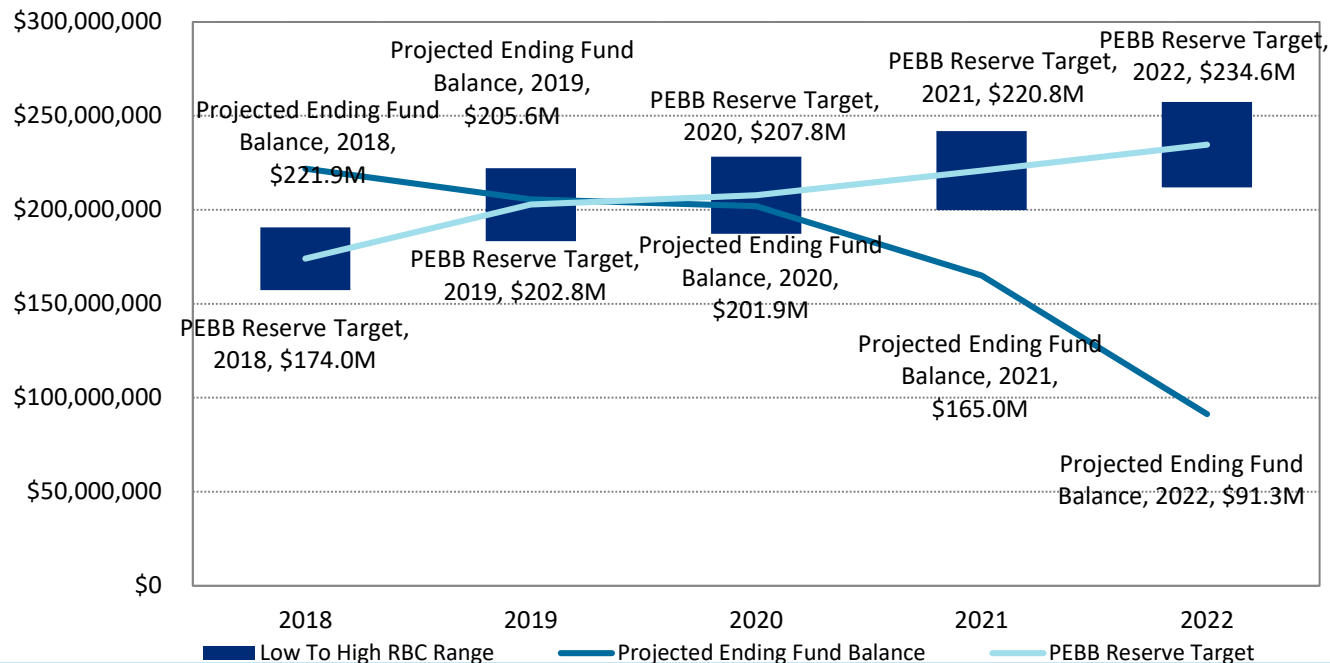 $300,000,000
$250,000,000
$200,000,000
$150,000,000
$100,000,000
$50,000,000
$0
Projected Ending Fund
Balance, 2018,
$221.9M
Projected Ending Fund
Balance, 2019,
$205.6M
PEBB Reserve Target,
2020, $207.8M
PEBB Reserve Target,
2021, $220.8M
PEBB Reserve Target,
2022, $234.6M
PEBB Reserve Target,
2018, $174.0M
PEBB Reserve Target,
2019, $202.8M
Projected Ending Fund
Balance, 2020,
$201.9M
Projected Ending Fund
Balance, 2021,
$165.0M
Projected Ending Fund
Balance, 2022, $91.3M
2018
2019
2020
2021
2022
Low To High RBC Range
Projected Ending Fund Balance
PEBB Reserve Target